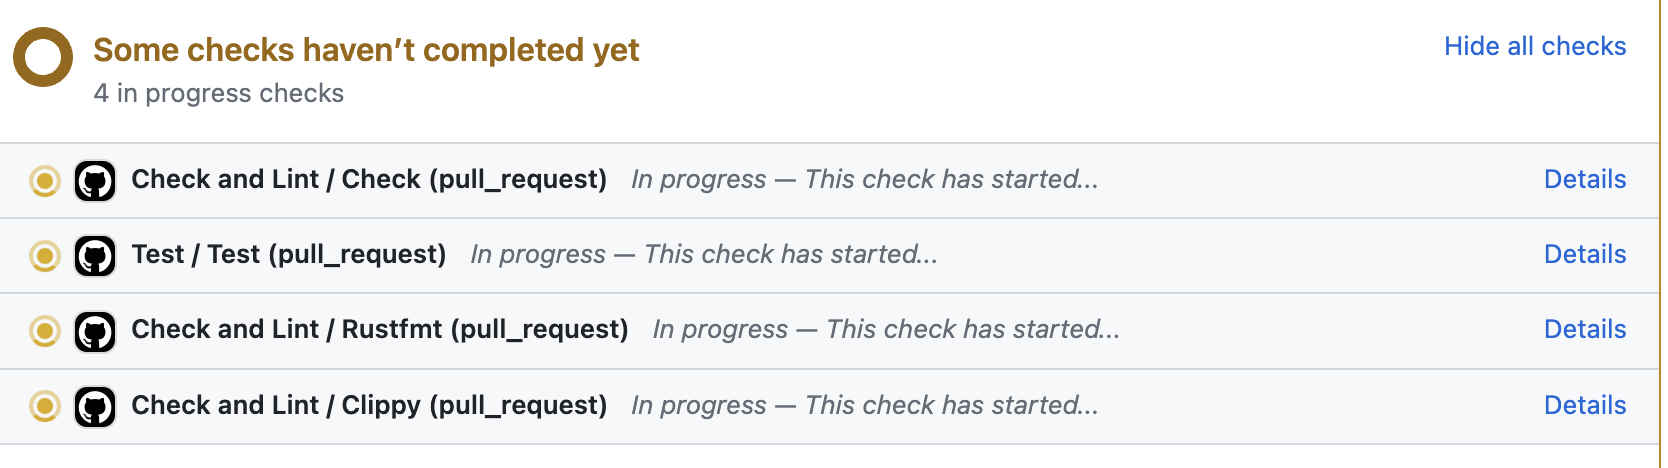 Some checks haven’t completed yet
Hide all checks
4 in progress checks
Check and Lint / Check (pull_request) In progress — This check has started... Details
Test / Test (pull_request) In progress — This check has started... Details
Check and Lint / Rustfmt (pull_request) In progress — This check has started... Details
Check and Lint / Clippy (pull_request) In progress — This check has started... Details